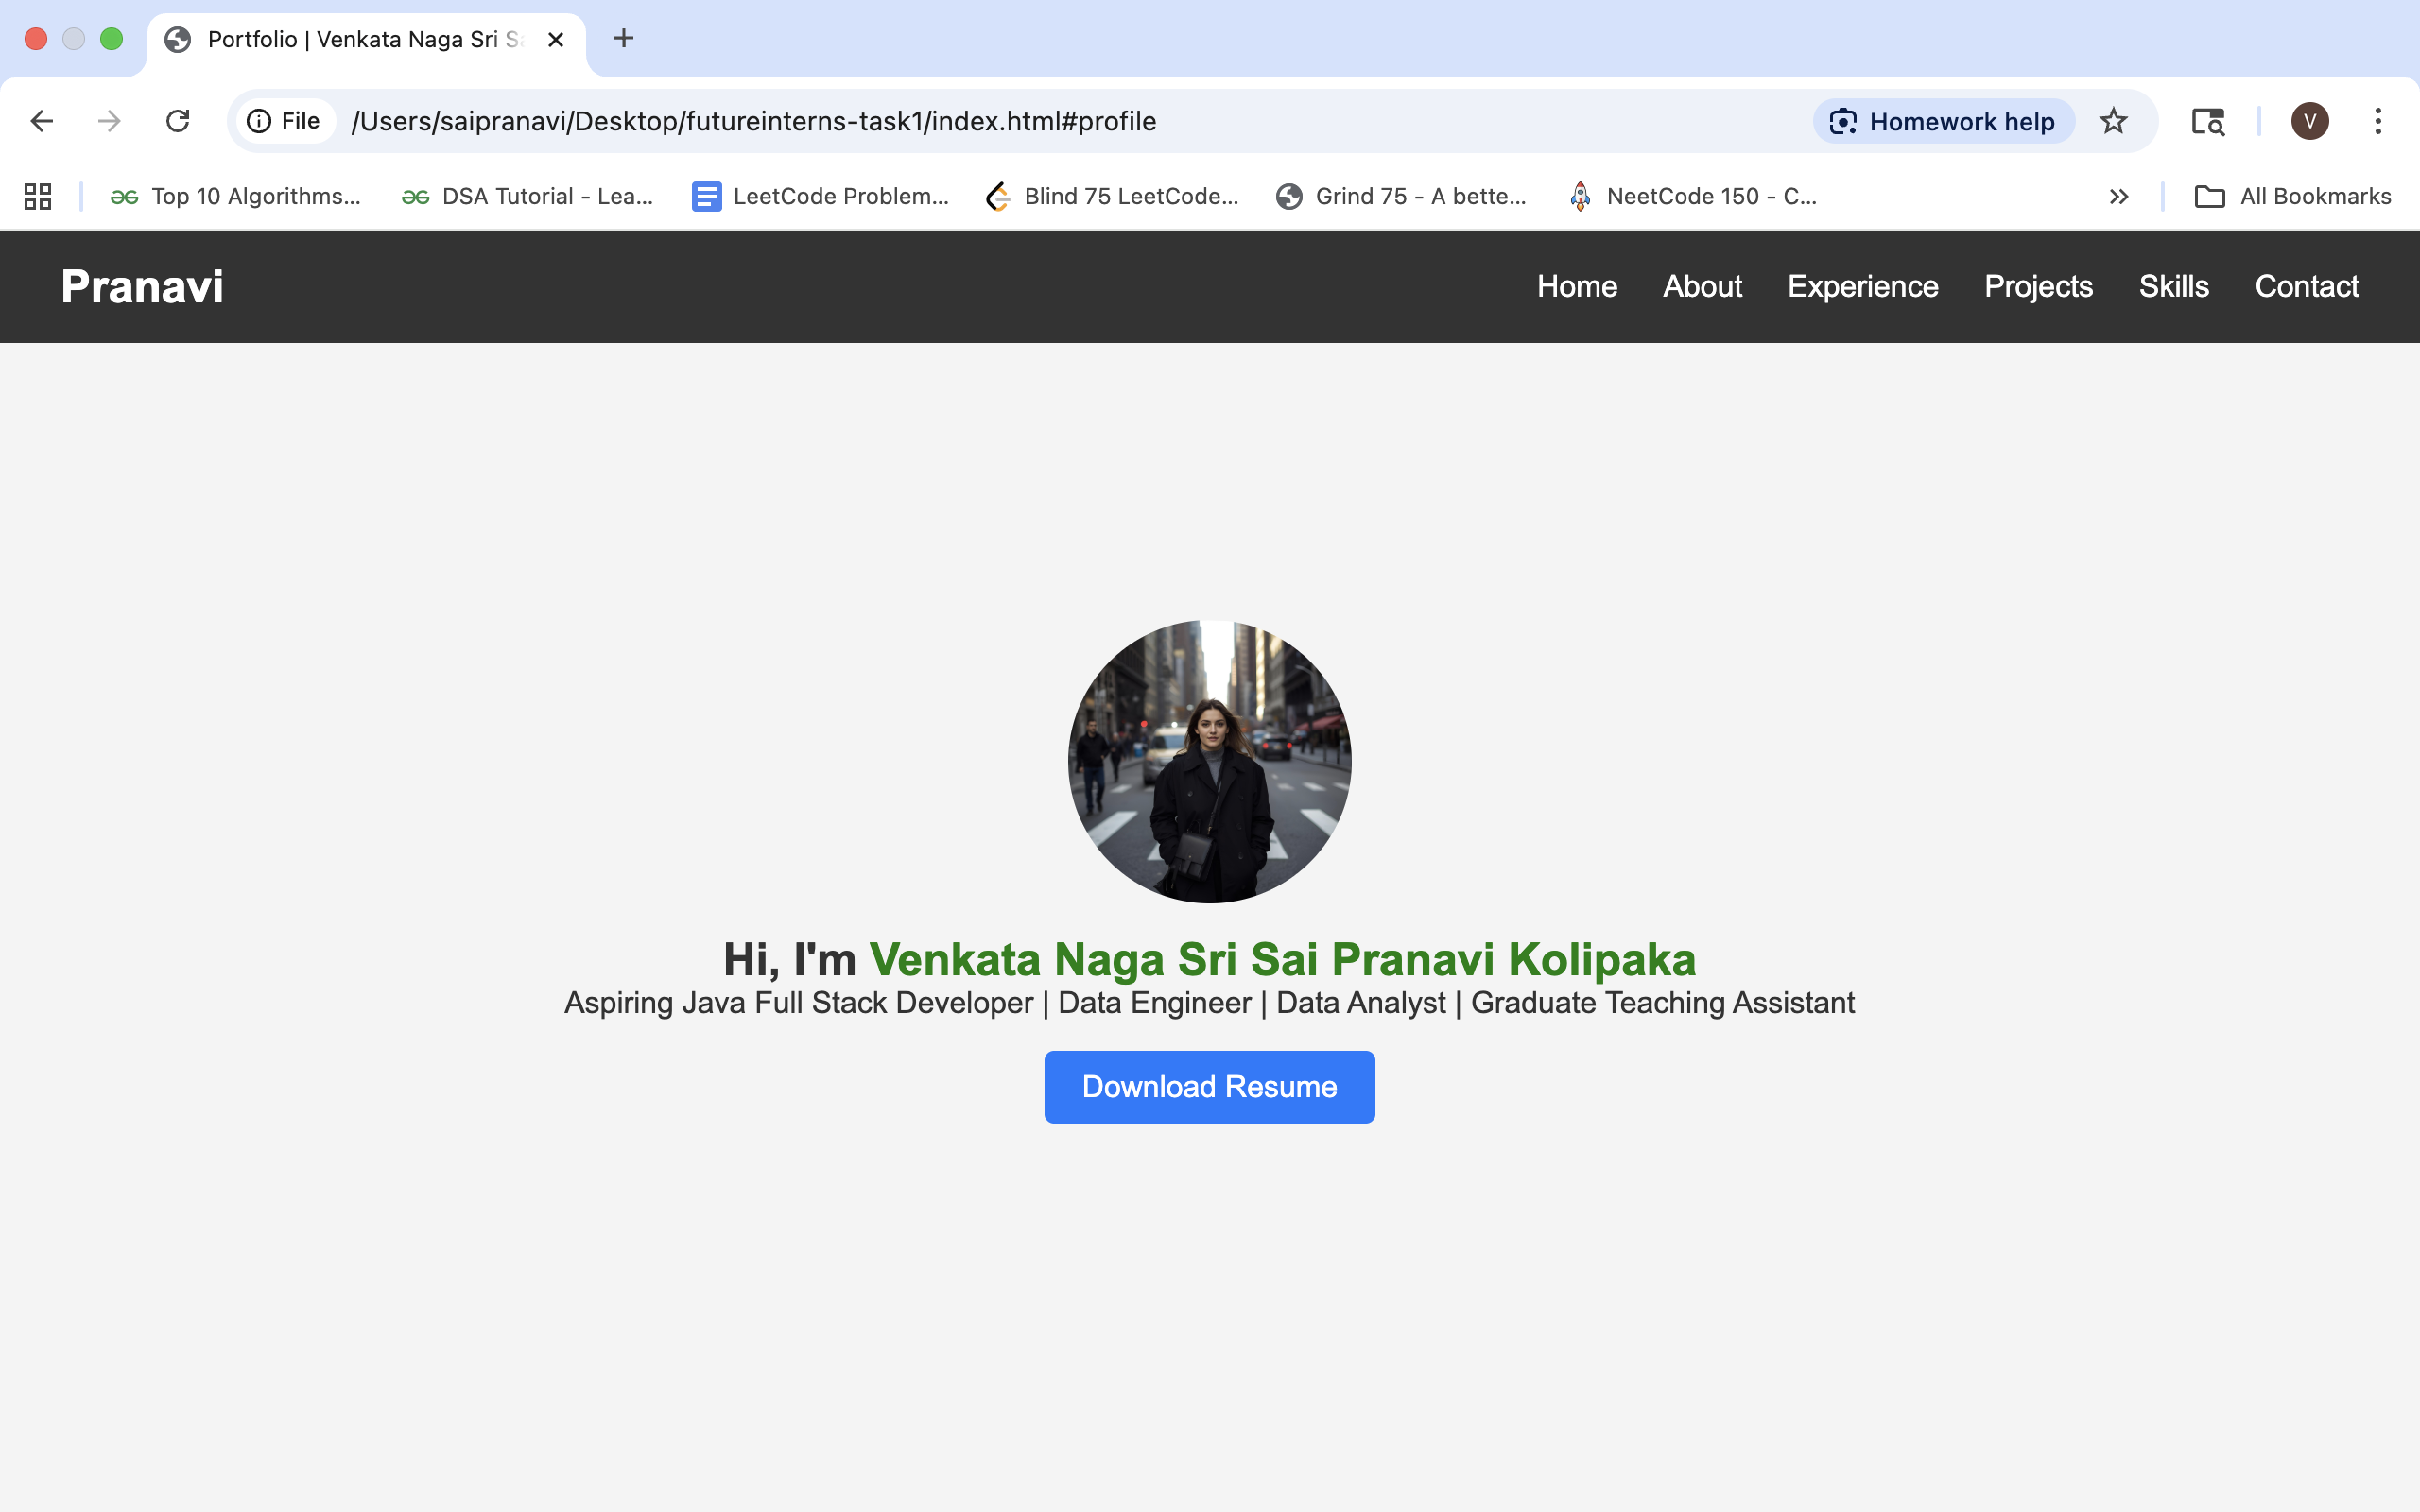 Portfolio | Venkata Naga Sri S
File
/Users/saipranavi/Desktop/futureinterns-task1/index.html#profile
Homework help
V
Top 10 Algorithms...
DSA Tutorial - Lea...
LeetCode Problem...
Blind 75 LeetCode...
Grind 75 - A bette...
NeetCode 150 - C...
All Bookmarks
Pranavi
Home
About
Experience
Projects
Skills
Contact
Hi, I'm Venkata Naga Sri Sai Pranavi Kolipaka
Aspiring Java Full Stack Developer | Data Engineer | Data Analyst | Graduate Teaching Assistant
Download Resume